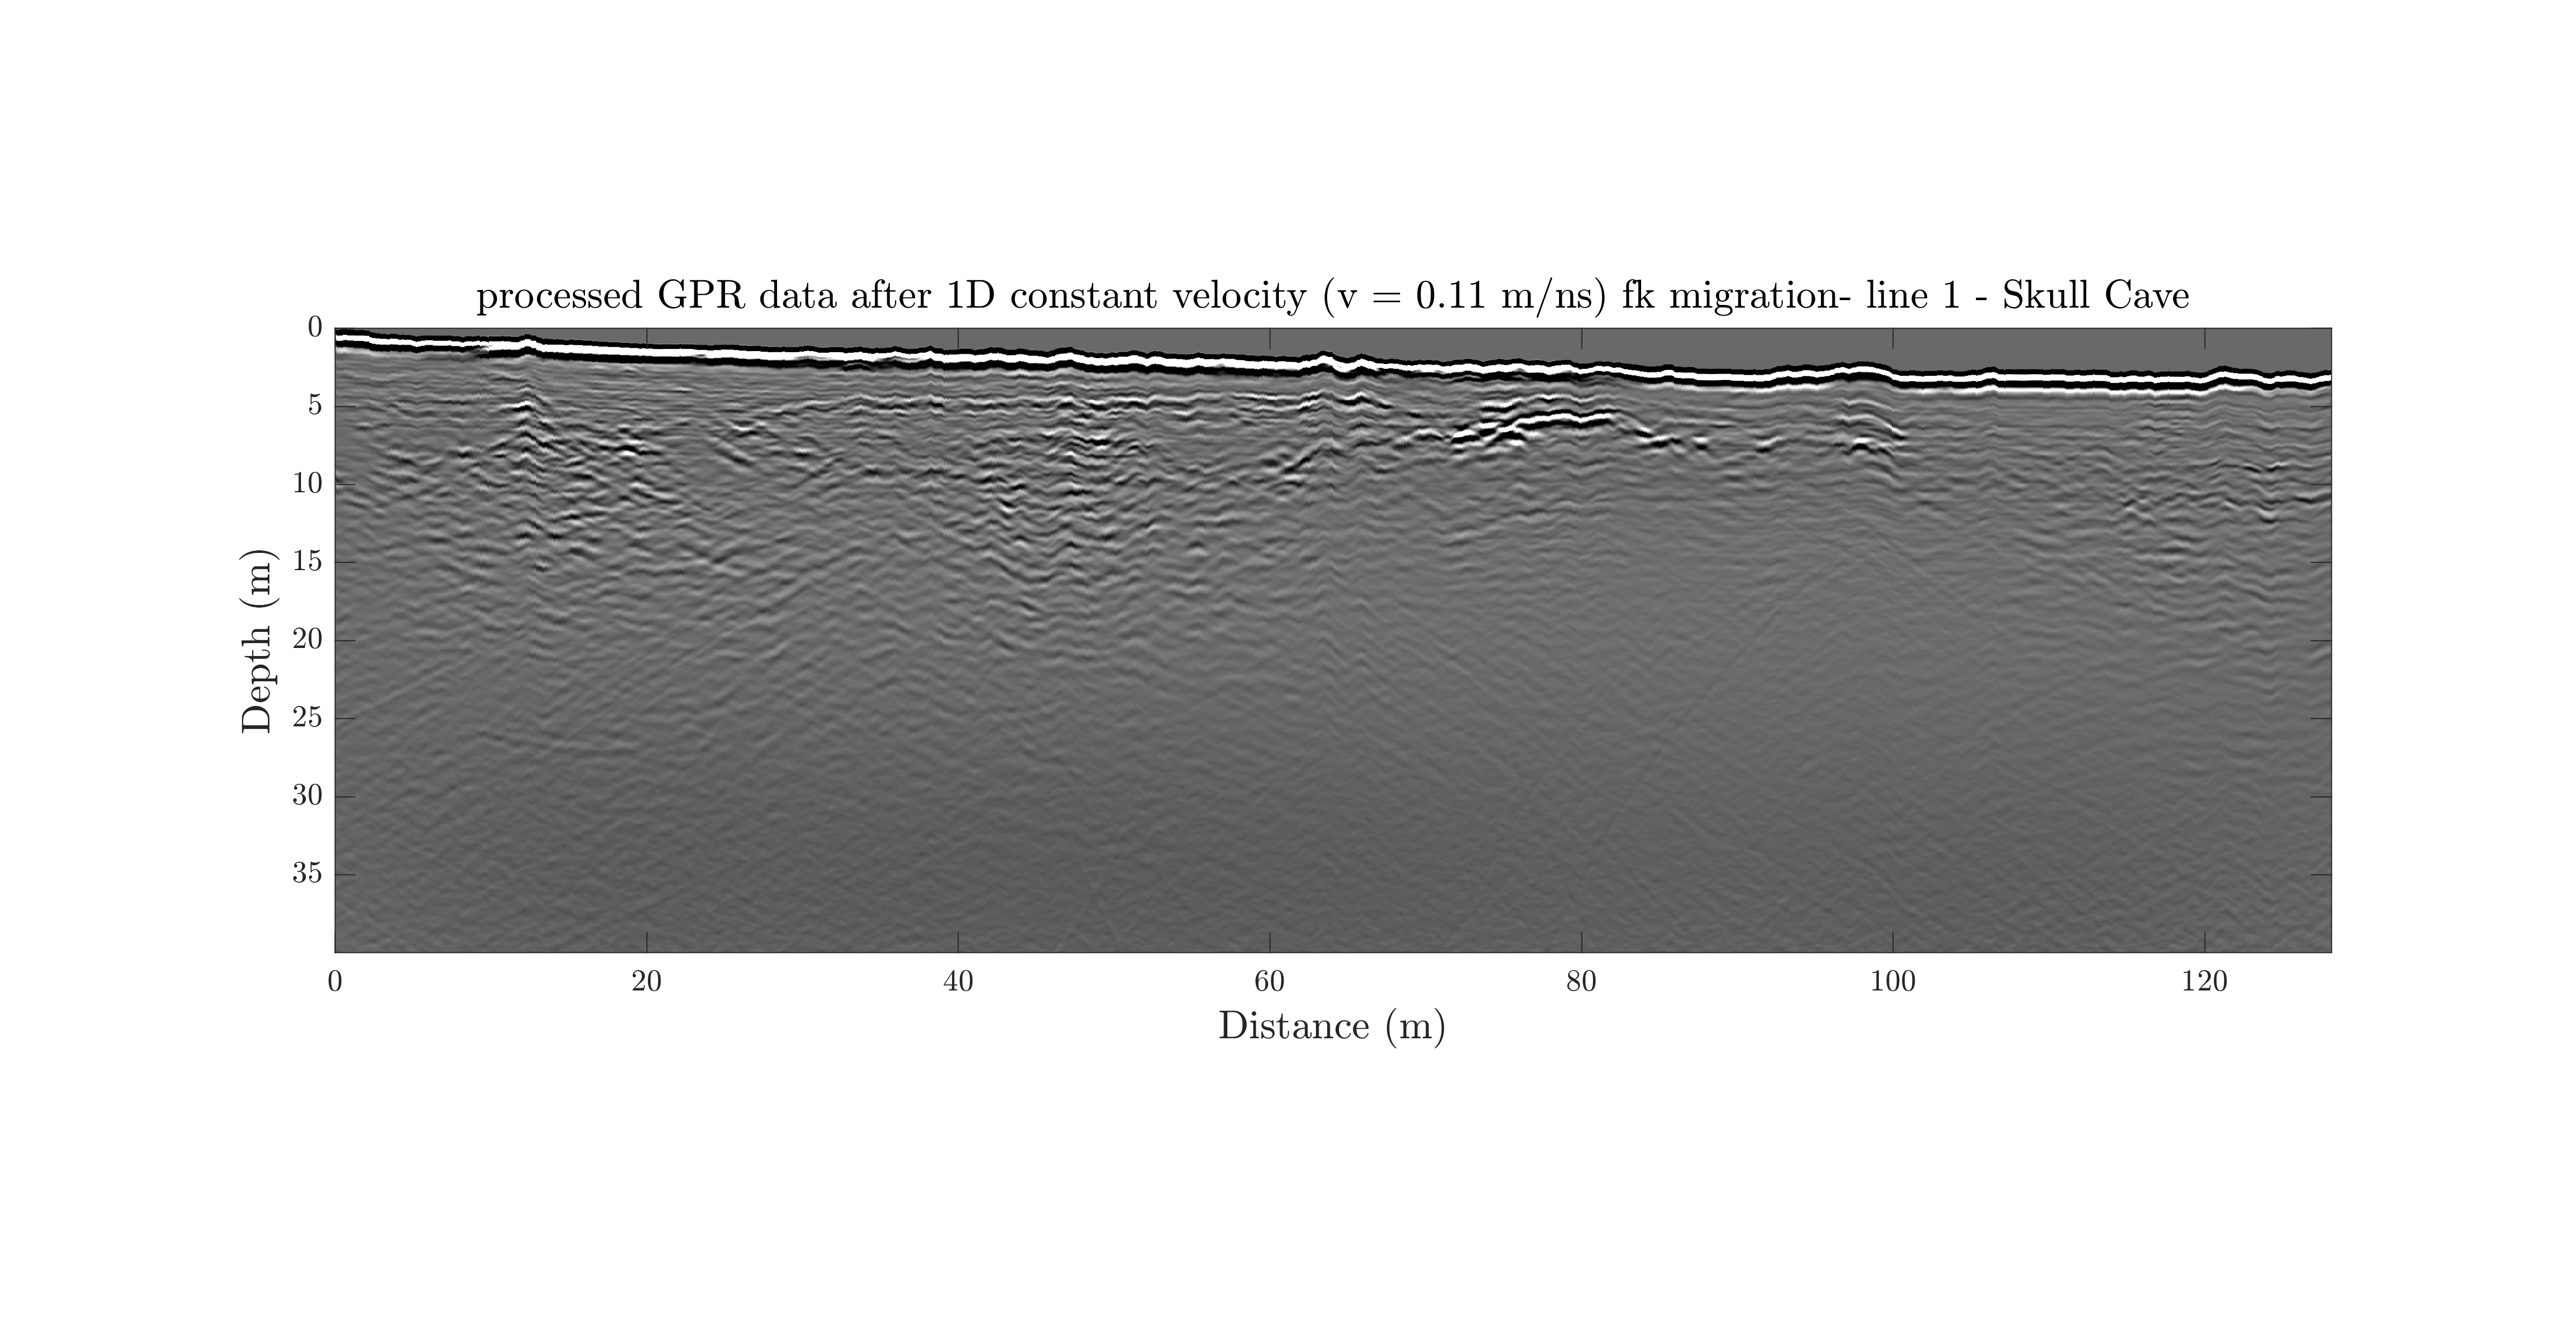 processed GPR data after 1D constant velocity (v = 0.11 m/ns) fk migration- line 1 - Skull Cave
0
5
10
15
20
25
30
35
Depth (m)
0 20 40 60 80 100 120
Distance (m)